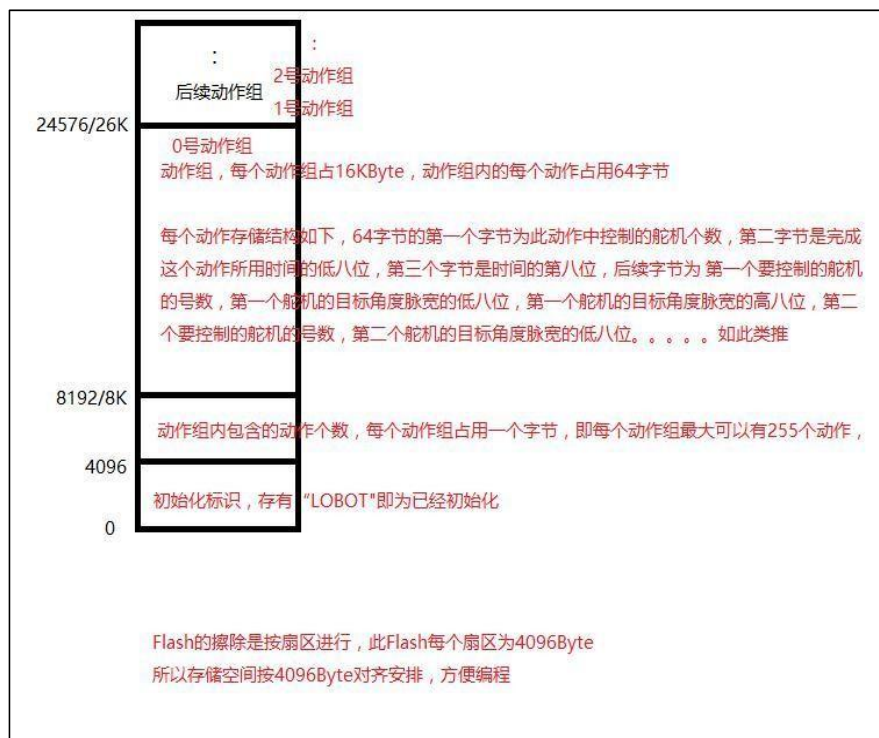 :
:
2号动作组
后续动作组
1号动作组
24576/26K
0号动作组
动作组，每个动作组占16KByte，动作组内的每个动作占用64字节
每个动作存储结构如下，64字节的第一个字节为此动作中控制的舵机个数，第二字节是完成
这个动作所用时间的低八位，第三个字节是时间的第八位，后续字节为 第一个要控制的舵机
的号数，第一个舵机的目标角度脉宽的低八位，第一个舵机的目标角度脉宽的高八位，第二
个要控制的舵机的号数，第二个舵机的目标角度脉宽的低八位。。。。。如此类推
8192/8K
动作组内包含的动作个数，每个动作组占用一个字节，即每个动作组最大可以有255个动作，
4096
初始化标识，存有“LOBOT"即为已经初始化
0
Flash的擦除是按扇区进行，此Flash每个扇区为4096Byte
所以存储空间按4096Byte对齐安排，方便编程